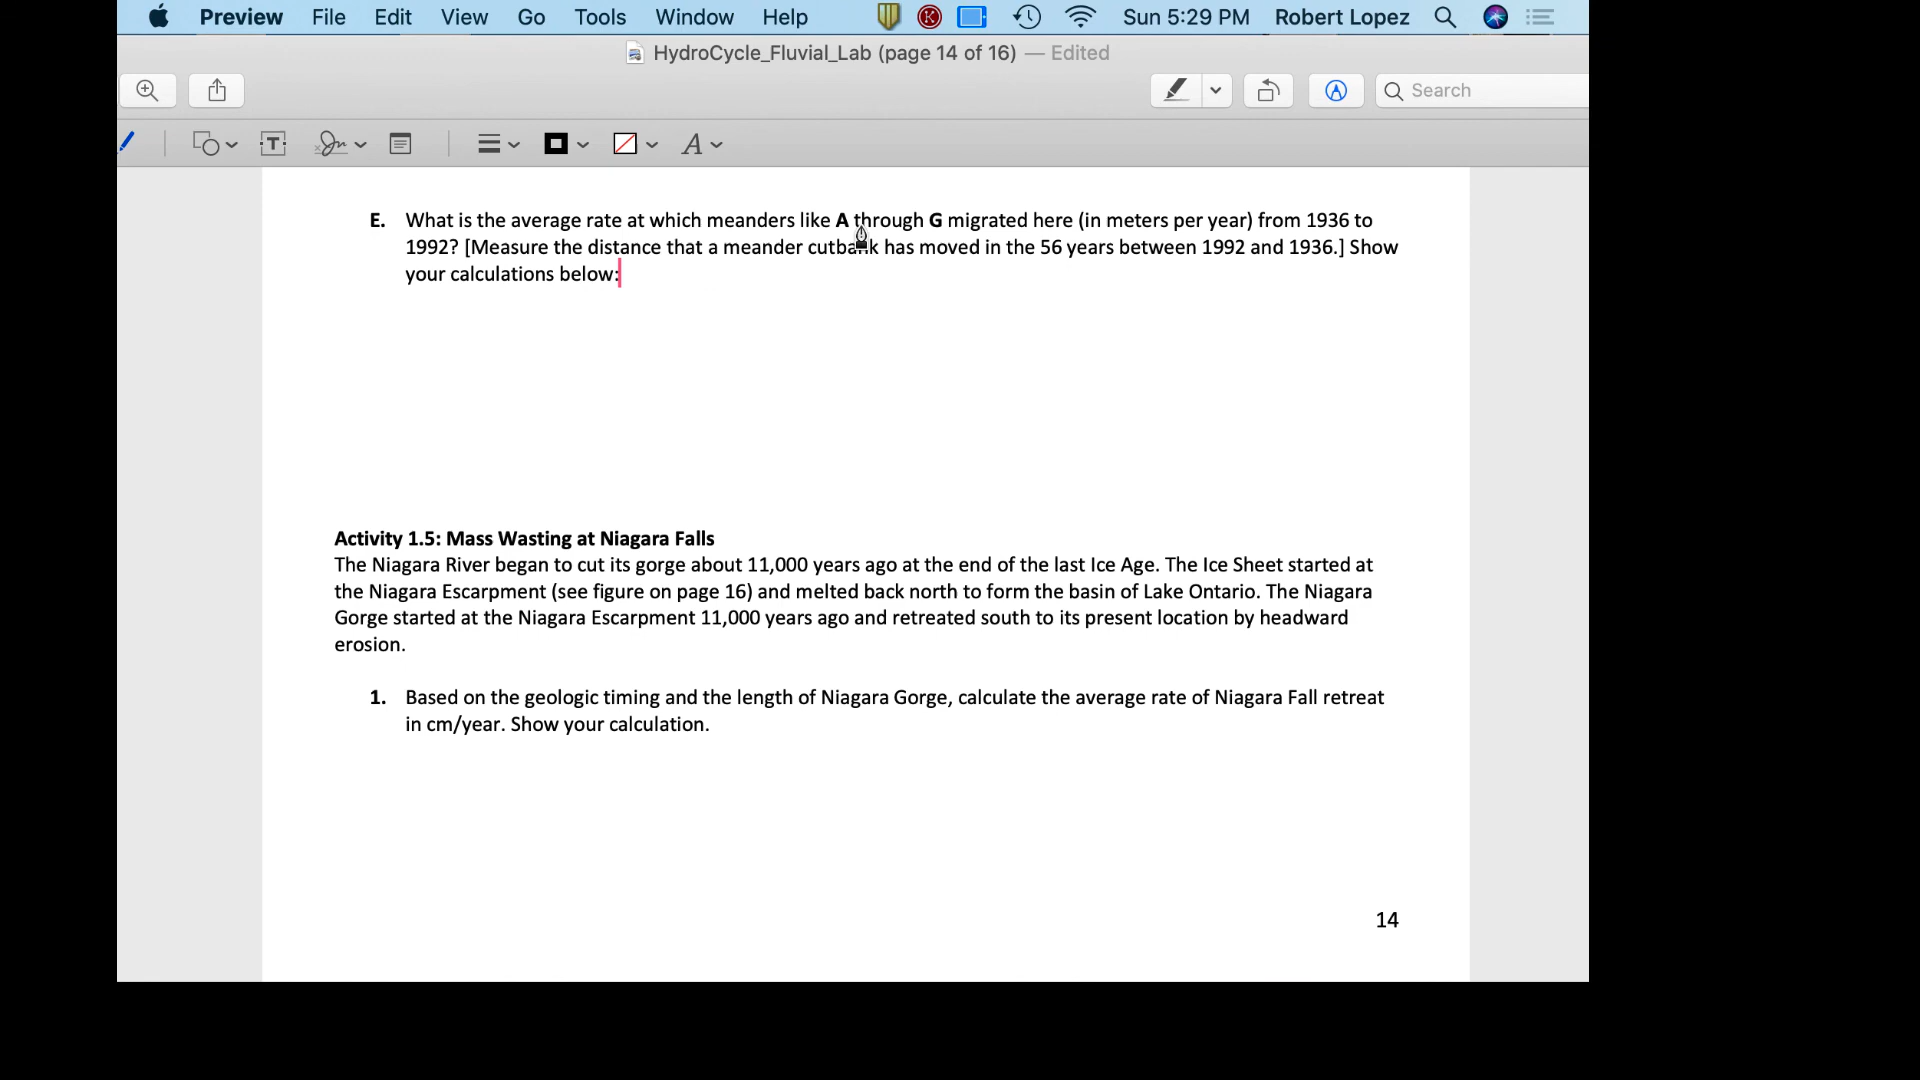 Preview File Edit View Go Tools Window Help Sun 5:29 PM Robert Lopez
HydroCycle_Fluvial_Lab (page 14 of 16) — Edited
Search
E. What is the average rate at which meanders like A through G migrated here (in meters per year) from 1936 to
1992? [Measure the distance that a meander cutbank has moved in the 56 years between 1992 and 1936.] Show
your calculations below:
Activity 1.5: Mass Wasting at Niagara Falls
The Niagara River began to cut its gorge about 11,000 years ago at the end of the last Ice Age. The Ice Sheet started at
the Niagara Escarpment (see figure on page 16) and melted back north to form the basin of Lake Ontario. The Niagara
Gorge started at the Niagara Escarpment 11,000 years ago and retreated south to its present location by headward
erosion.
1. Based on the geologic timing and the length of Niagara Gorge, calculate the average rate of Niagara Fall retreat
in cm/year. Show your calculation.
14